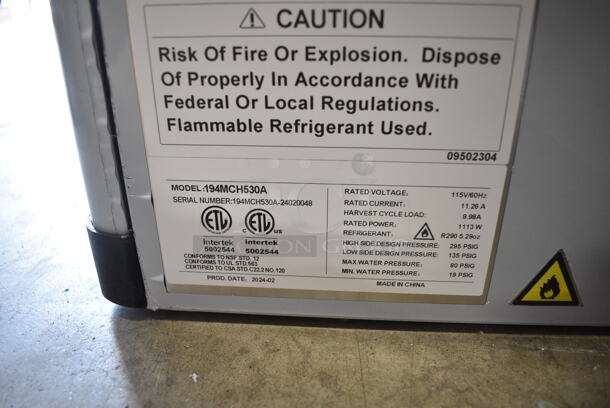 CAUTION
Risk Of Fire Or Explosion. Dispose
Of Properly In Accordance With
Federal Or Local Regulations.
Flammable Refrigerant Used.
09502304
MODEL:194MCH530A
SERIAL NUMBER:194MCH530A-24020048
ETL
Intertek
5002544
C ETL US
Intertek
5002544
CONFORMS TO NSF STD. 12
CONFORMS TO UL STD.563
CERTIFIED TO CSA STD.C22.2 NO.120
PROD. DATE: 2024-02
RATED VOLTAGE: 115V/60Hz
RATED CURRENT: 11.26 A
HARVEST CYCLE LOAD: 9.98A
RATED POWER: 1113 W
REFRIGERANT: R290 5.29oz
HIGH SIDE DESIGN PRESSURE: 295 PSIG
LOW SIDE DESIGN PRESSURE: 135 PSIG
MAX.WATER PRESSURE: 80 PSIG
MIN. WATER PRESSURE: 19 PSIG
MADE IN CHINA